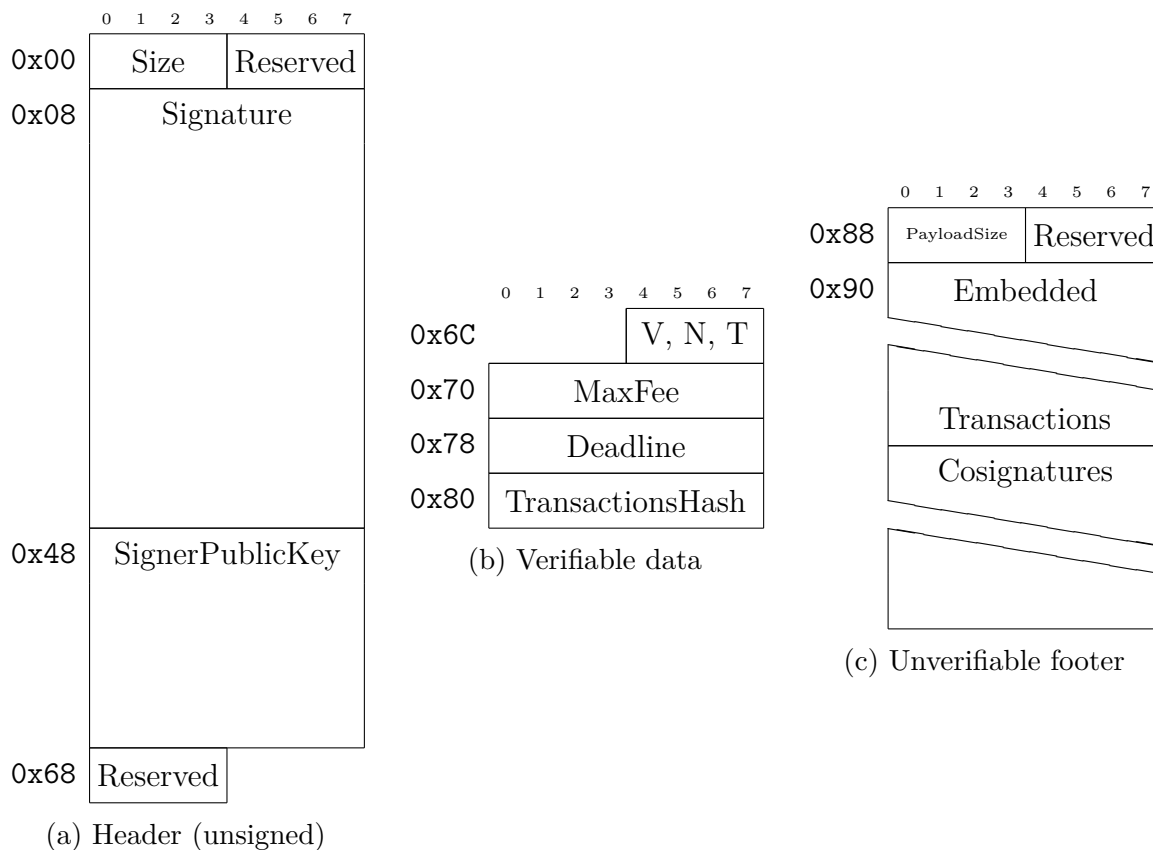 0 1 2 3 4 5 6 7
0x00 Size Reserved
0x08 Signature
0x48 SignerPublicKey
0x68 Reserved
(a) Header (unsigned)
0 1 2 3 4 5 6 7
0x6C V, N, T
0x70 MaxFee
0x78 Deadline
0x80 TransactionsHash
(b) Verifiable data
0 1 2 3 4 5 6 7
0x88 PayloadSize Reserved
0x90 Embedded
Transactions
Cosignatures
(c) Unverifiable footer